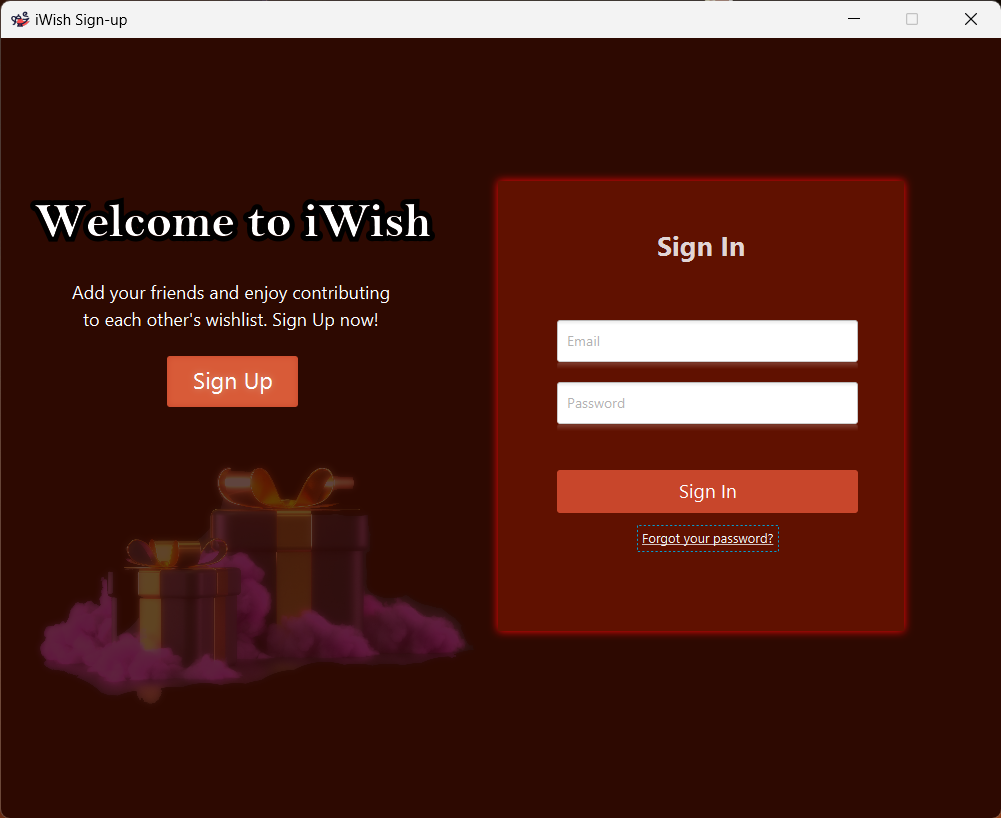 iWish Sign-up
Welcome to iWish
Add your friends and enjoy contributing
to each other's wishlist. Sign Up now!
Sign Up
Sign In
Email
Password
Sign In
Forgot your password?